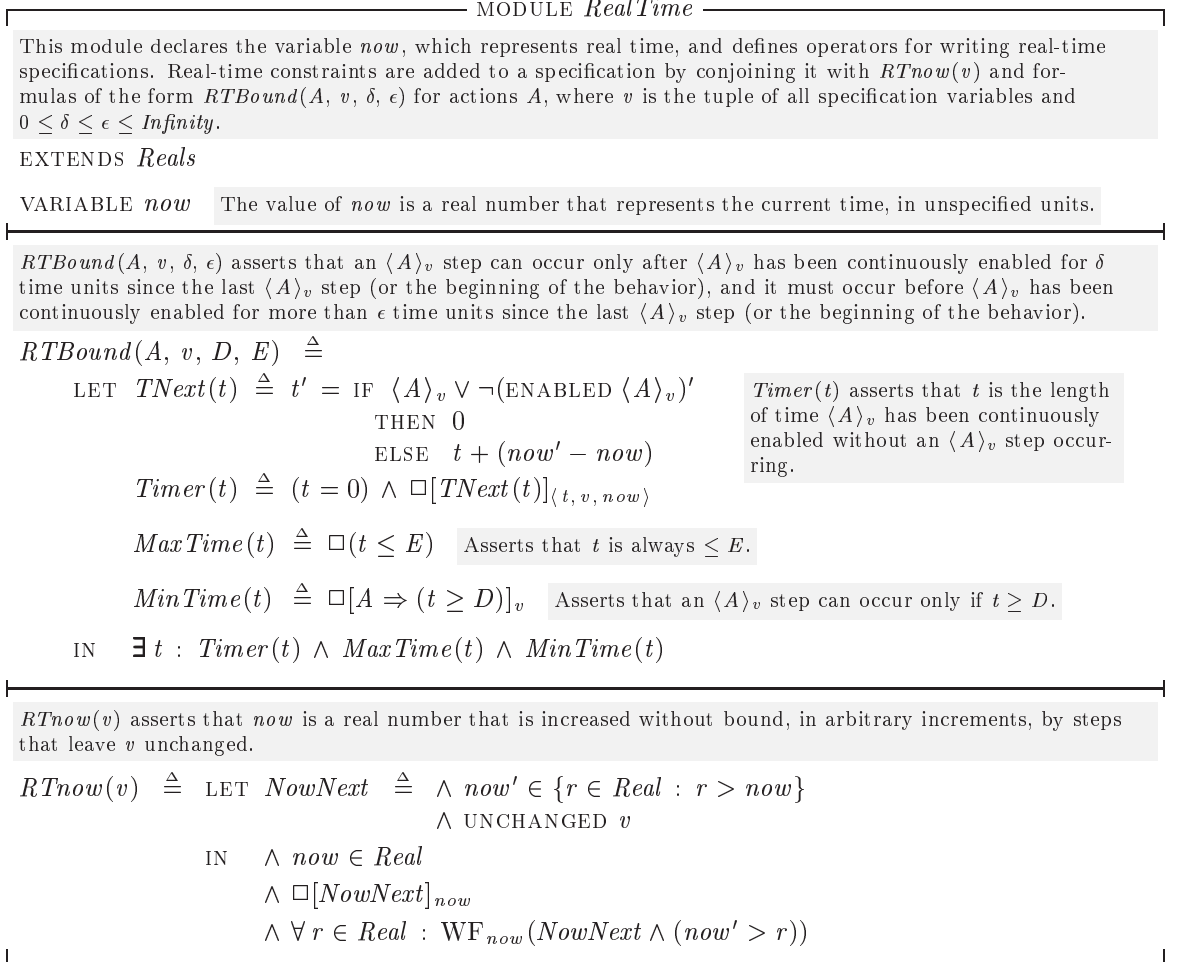 MODULE RealTime
This module declares the variable now, which represents real time, and defines operators for writing real-time
specifications. Real-time constraints are added to a specification by conjoining it with RTnow(v) and for-
mulas of the form RTBound(A, v, δ, ϵ) for actions A, where v is the tuple of all specification variables and
0 ≤ δ ≤ ϵ ≤ Infinity.
EXTENDS Reals
VARIABLE now The value of now is a real number that represents the current time, in unspecified units.
RTBound(A, v, δ, ϵ) asserts that an ⟨A⟩_v step can occur only after ⟨A⟩_v has been continuously enabled for δ
time units since the last ⟨A⟩_v step (or the beginning of the behavior), and it must occur before ⟨A⟩_v has been
continuously enabled for more than ϵ time units since the last ⟨A⟩_v step (or the beginning of the behavior).
RTBound(A, v, D, E) ≜
LET TNext(t) ≜ t′ = IF ⟨A⟩_v ∨ ¬(ENABLED ⟨A⟩_v)′
THEN 0
ELSE t + (now′ − now)
Timer(t) asserts that t is the length
of time ⟨A⟩_v has been continuously
enabled without an ⟨A⟩_v step occur-
ring.
Timer(t) ≜ (t = 0) ∧ □[TNext(t)]_⟨t, v, now⟩
MaxTime(t) ≜ □(t ≤ E) Asserts that t is always ≤ E.
MinTime(t) ≜ □[A ⇒ (t ≥ D)]_v Asserts that an ⟨A⟩_v step can occur only if t ≥ D.
IN ∃ t : Timer(t) ∧ MaxTime(t) ∧ MinTime(t)
RTnow(v) asserts that now is a real number that is increased without bound, in arbitrary increments, by steps
that leave v unchanged.
RTnow(v) ≜ LET NowNext ≜ ∧ now′ ∈ {r ∈ Real : r > now}
∧ UNCHANGED v
IN ∧ now ∈ Real
∧ □[NowNext]_now
∧ ∀ r ∈ Real : WF_now(NowNext ∧ (now′ > r))